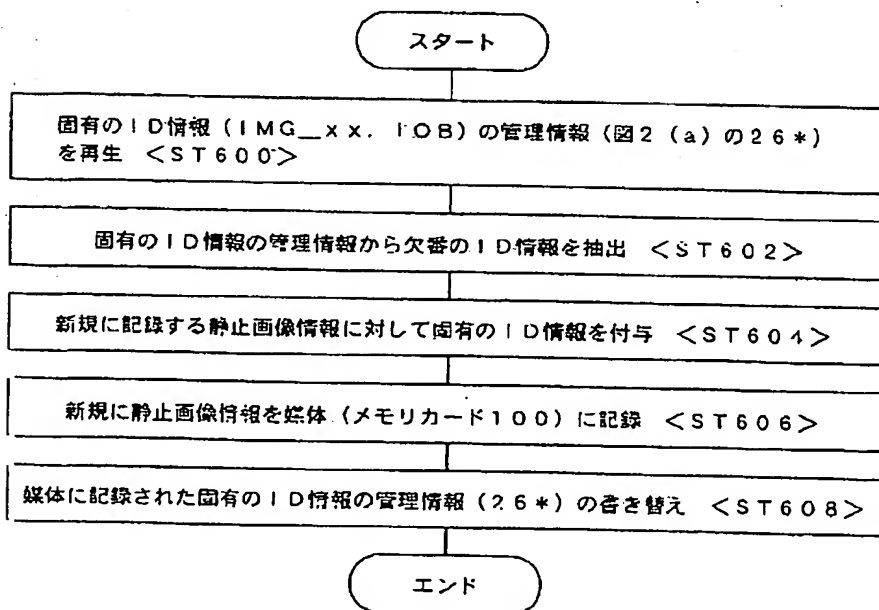 スタート
固有のID情報(IMG__xx.IOB)の管理情報(図2(a)の26*)
を再生 <ST600>
固有のID情報の管理情報から欠番のID情報を抽出 <ST602>
新規に記録する静止画像情報に対して固有のID情報を付与 <ST604>
新規に静止画像情報を媒体(メモリカード100)に記録 <ST606>
媒体に記録された固有のID情報の管理情報(26*)の書き替え <ST608>
エンド